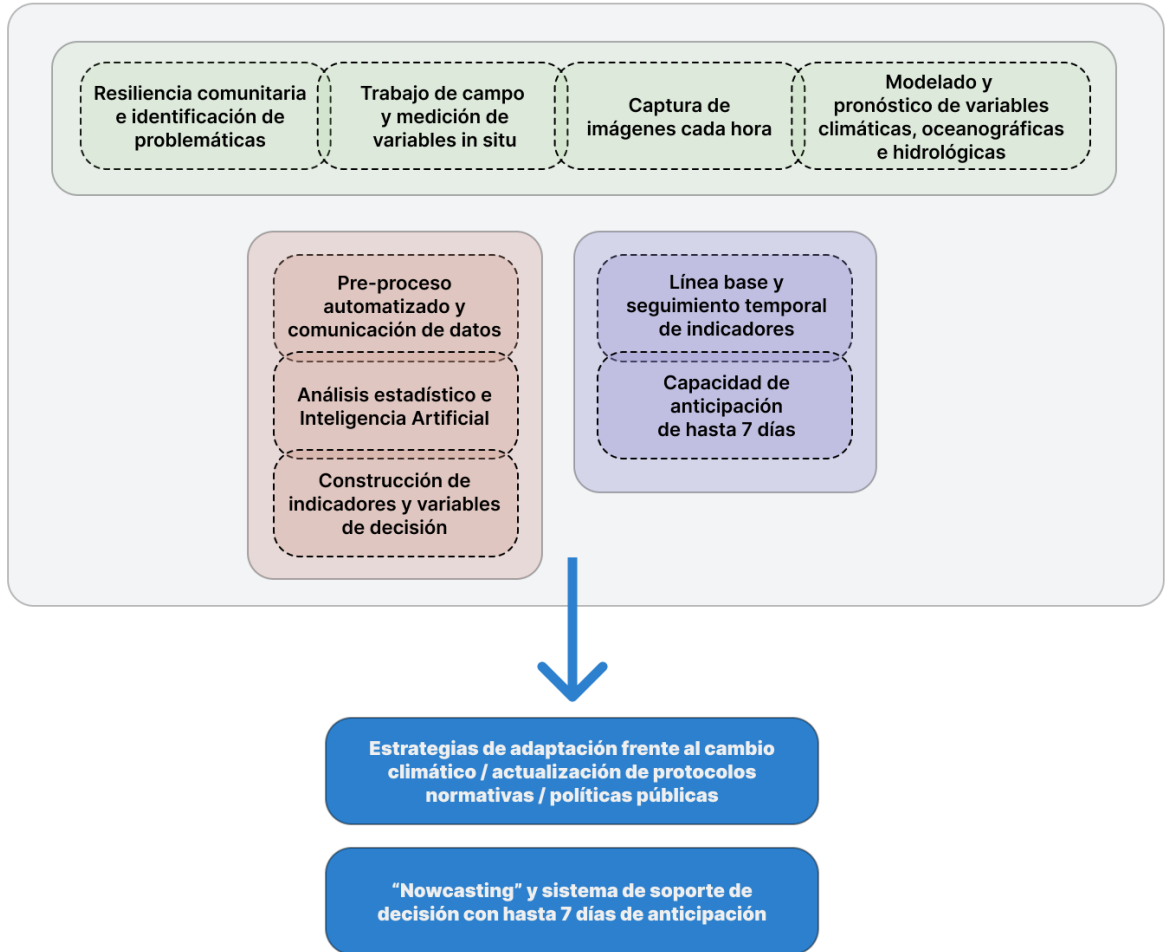 Resiliencia comunitaria
e identificación de
problemáticas
Trabajo de campo
y medición de
variables in situ
Captura de
imágenes cada hora
Modelado y
pronóstico de variables
climáticas, oceanográficas
e hidrológicas
Pre-proceso
automatizado y
comunicación de datos
Análisis estadístico e
Inteligencia Artificial
Construcción de
indicadores y variables
de decisión
Línea base y
seguimiento temporal
de indicadores
Capacidad de
anticipación
de hasta 7 días
Estrategias de adaptación frente al cambio
climático / actualización de protocolos
normativas / políticas públicas
“Nowcasting” y sistema de soporte de
decisión con hasta 7 días de anticipación